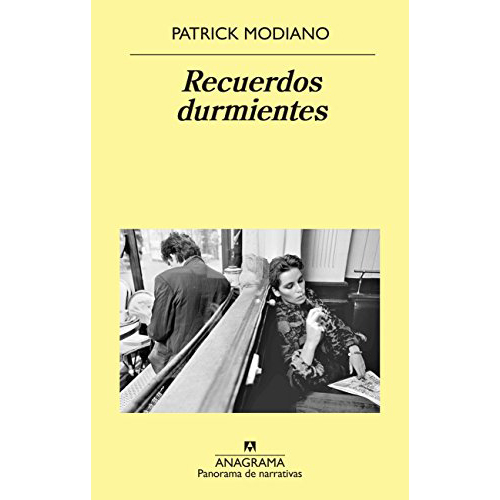 PATRICK MODIANO
Recuerdos
durmientes
ANAGRAMA
Panorama de narrativas